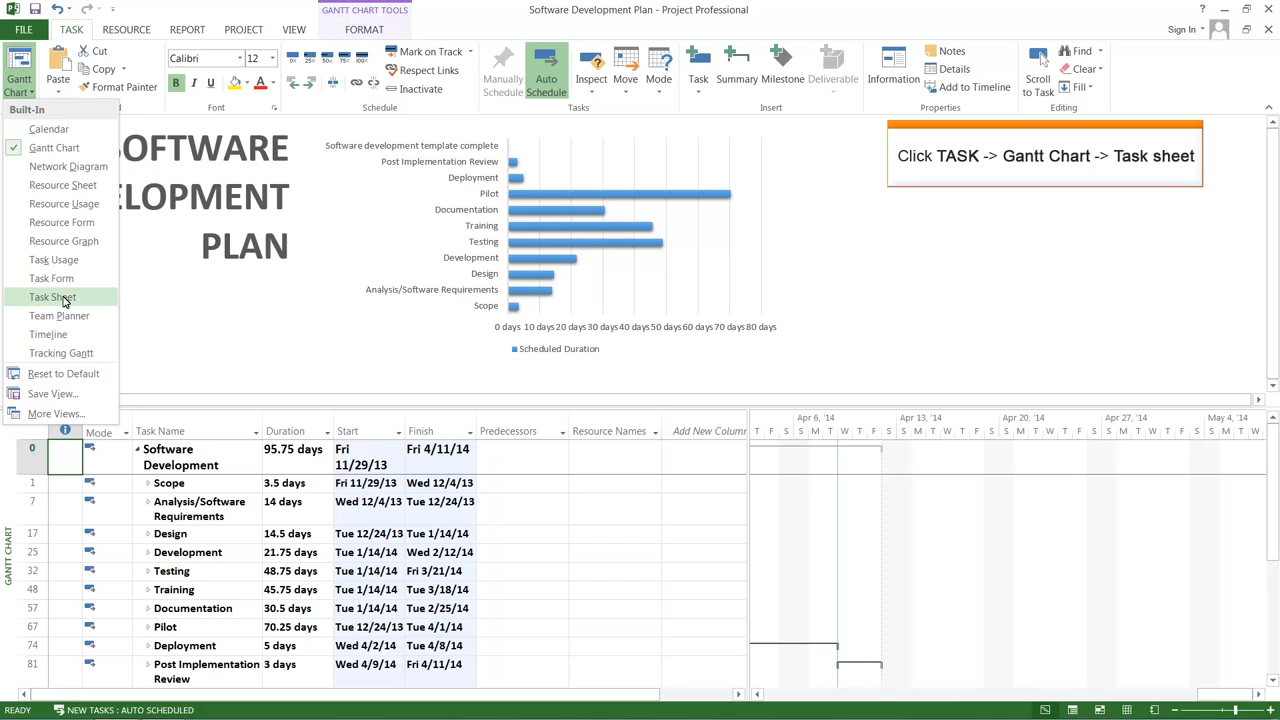 GANTT CHART TOOLS
Software Development Plan - Project Professional
FILE TASK RESOURCE REPORT PROJECT VIEW FORMAT
Sign In
Gantt Chart
Paste
Cut
Copy
Format Painter
Calibri 12
B I U
Font
Mark on Track
Respect Links
Inactivate
Schedule
Manually Schedule
Auto Schedule
Inspect
Move
Mode
Tasks
Task
Summary
Milestone
Deliverable
Insert
Information
Notes
Details
Add to Timeline
Properties
Scroll to Task
Find
Clear
Fill
Editing
Built-In
Calendar
Gantt Chart
Network Diagram
Resource Sheet
Resource Usage
Resource Form
Resource Graph
Task Usage
Task Form
Task Sheet
Team Planner
Timeline
Tracking Gantt
Reset to Default
Save View...
More Views...
SOFTWARE
ELOPMENT
PLAN
Software development template complete
Post Implementation Review
Deployment
Pilot
Documentation
Training
Testing
Development
Design
Analysis/Software Requirements
Scope
0 days 10 days 20 days 30 days 40 days 50 days 60 days 70 days 80 days
Scheduled Duration
Click TASK -> Gantt Chart -> Task sheet
Mode Task Name Duration Start Finish Predecessors Resource Names Add New Column
Apr 6, '14 Apr 13, '14 Apr 20, '14 Apr 27, '14 May 4, '14
T F S S M T W T F S S M T W T F S S M T W T F S S M T W T F S S M T W
0 Software Development 95.75 days Fri 11/29/13 Fri 4/11/14
1 Scope 3.5 days Fri 11/29/13 Wed 12/4/13
7 Analysis/Software Requirements 14 days Wed 12/4/13 Tue 12/24/13
17 Design 14.5 days Tue 12/24/13 Tue 1/14/14
25 Development 21.75 days Tue 1/14/14 Wed 2/12/14
32 Testing 48.75 days Tue 1/14/14 Fri 3/21/14
48 Training 45.75 days Tue 1/14/14 Tue 3/18/14
57 Documentation 30.5 days Tue 1/14/14 Tue 2/25/14
67 Pilot 70.25 days Tue 12/24/13 Tue 4/1/14
74 Deployment 5 days Wed 4/2/14 Tue 4/8/14
81 Post Implementation Review 3 days Wed 4/9/14 Fri 4/11/14
GANTT CHART
READY NEW TASKS : AUTO SCHEDULED